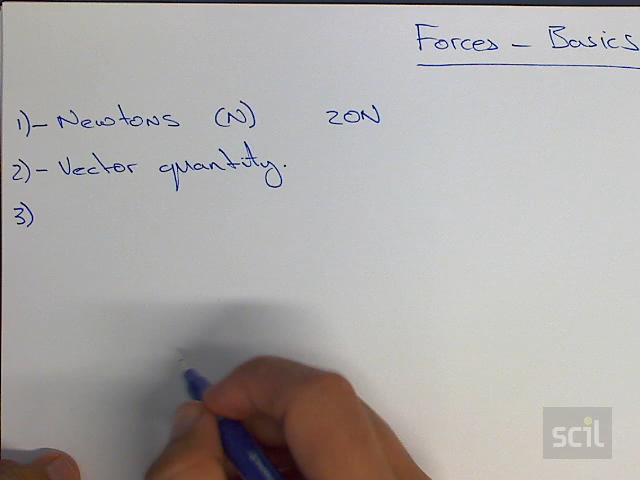 Forces - Basics
1)- Newtons (N) 20N
2)- Vector quantity.
3)
scil